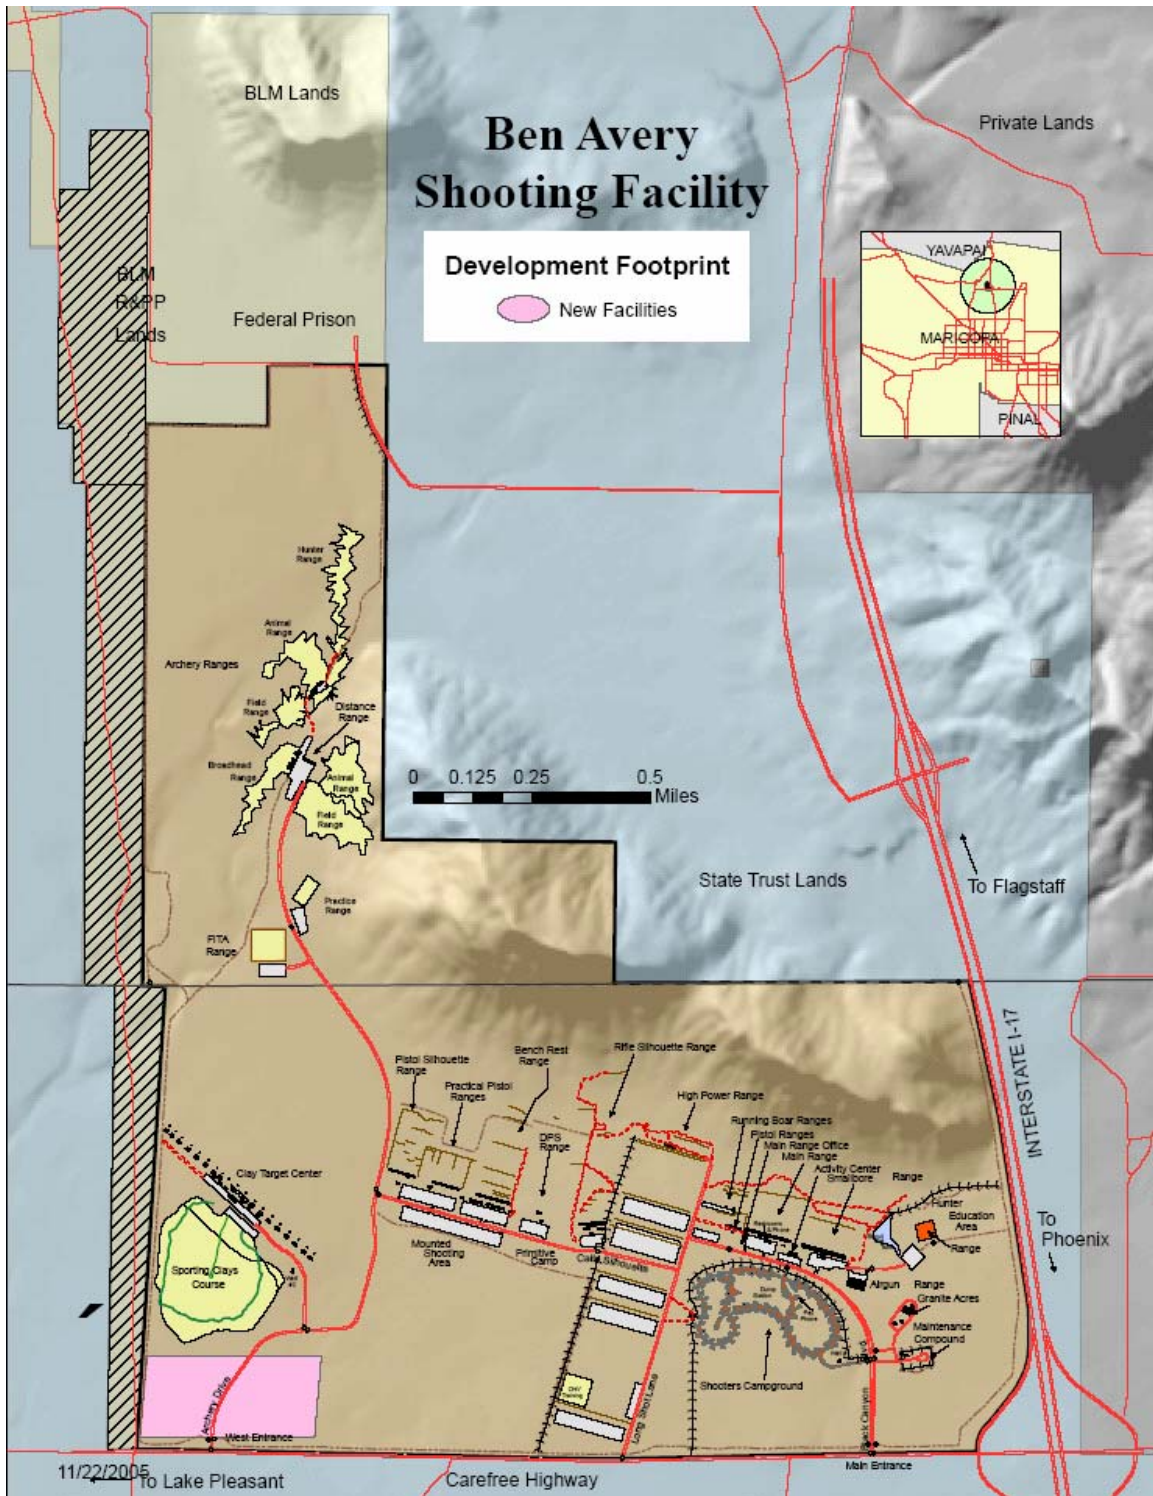 BLM Lands
Ben Avery
Shooting Facility
Private Lands
Development Footprint
New Facilities
YAVAPAI
MARICOPA
PINAL
BLM
R&PP
Lands
Federal Prison
Hunter
Range
Animal
Range
Archery Ranges
Field
Range
Distance
Range
Broadhead
Range
Animal
Range
Field
Range
0 0.125 0.25 0.5
Miles
State Trust Lands
To Flagstaff
Practice
Range
FITA
Range
INTERSTATE I-17
Pistol Silhouette
Range
Bench Rest
Range
Rifle Silhouette Range
Practical Pistol
Ranges
High Power Range
DPS
Range
Running Boar Ranges
Pistol Ranges
Main Range Office
Main Range
Activity Center
Smallbore Range
Clay Target Center
Hunter
Education
Area
Range
To
Phoenix
Mounted
Shooting
Area
Primitive
Camp
Sporting Clays
Course
Airgun Range
Granite Acres
Maintenance
Compound
Shooters Campground
Archery Drive
West Entrance
Long Shot Lane
Black Canyon
Main Entrance
11/22/2005
To Lake Pleasant
Carefree Highway